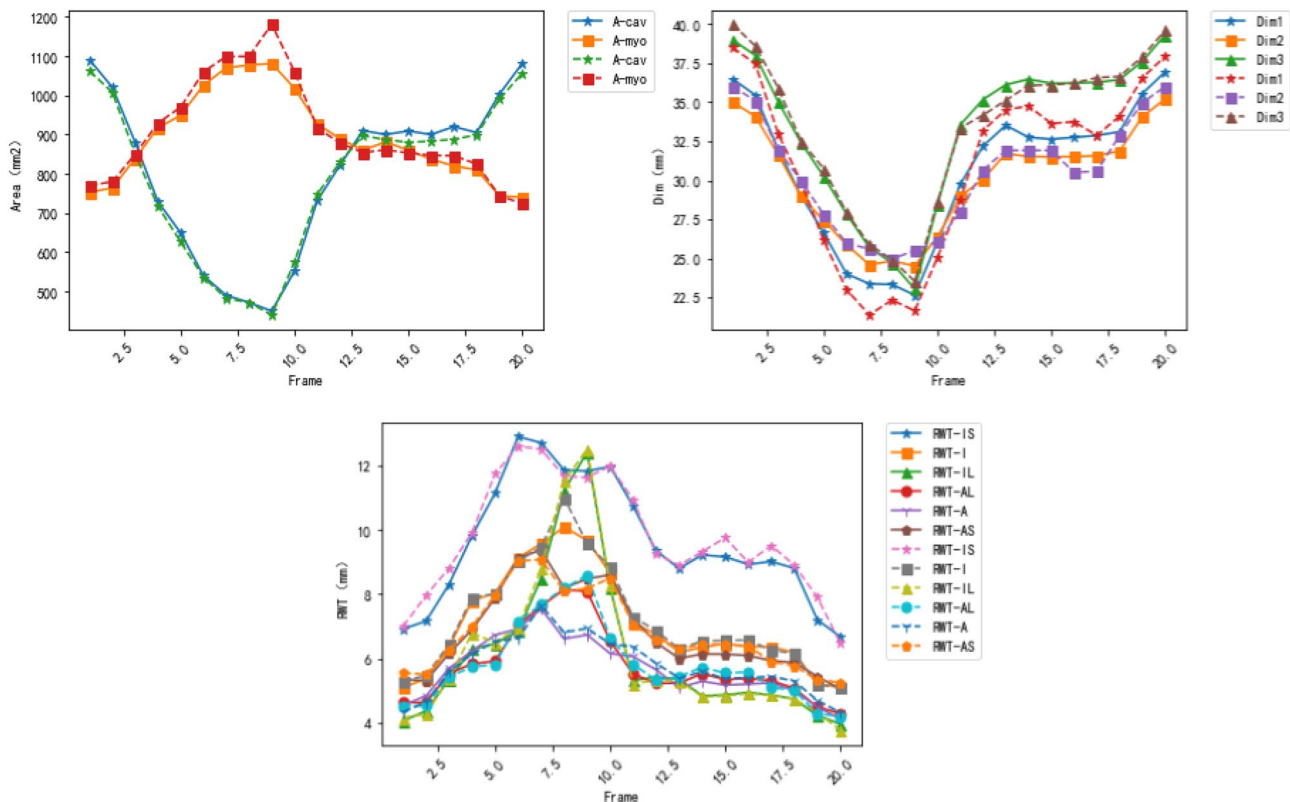 1200
1100
1000
900
800
700
600
500
Area (mm2)
2.5
5.0
7.5
10.0
12.5
15.0
17.5
20.0
Frame
A-cav
A-myo
A-cav
A-myo
40.0
37.5
35.0
32.5
30.0
27.5
25.0
22.5
Dim (mm)
2.5
5.0
7.5
10.0
12.5
15.0
17.5
20.0
Frame
Dim1
Dim2
Dim3
Dim1
Dim2
Dim3
12
10
8
6
4
RWT (mm)
2.5
5.0
7.5
10.0
12.5
15.0
17.5
20.0
Frame
RWT-IS
RWT-I
RWT-IL
RWT-AL
RWT-A
RWT-AS
RWT-IS
RWT-I
RWT-IL
RWT-AL
RWT-A
RWT-AS